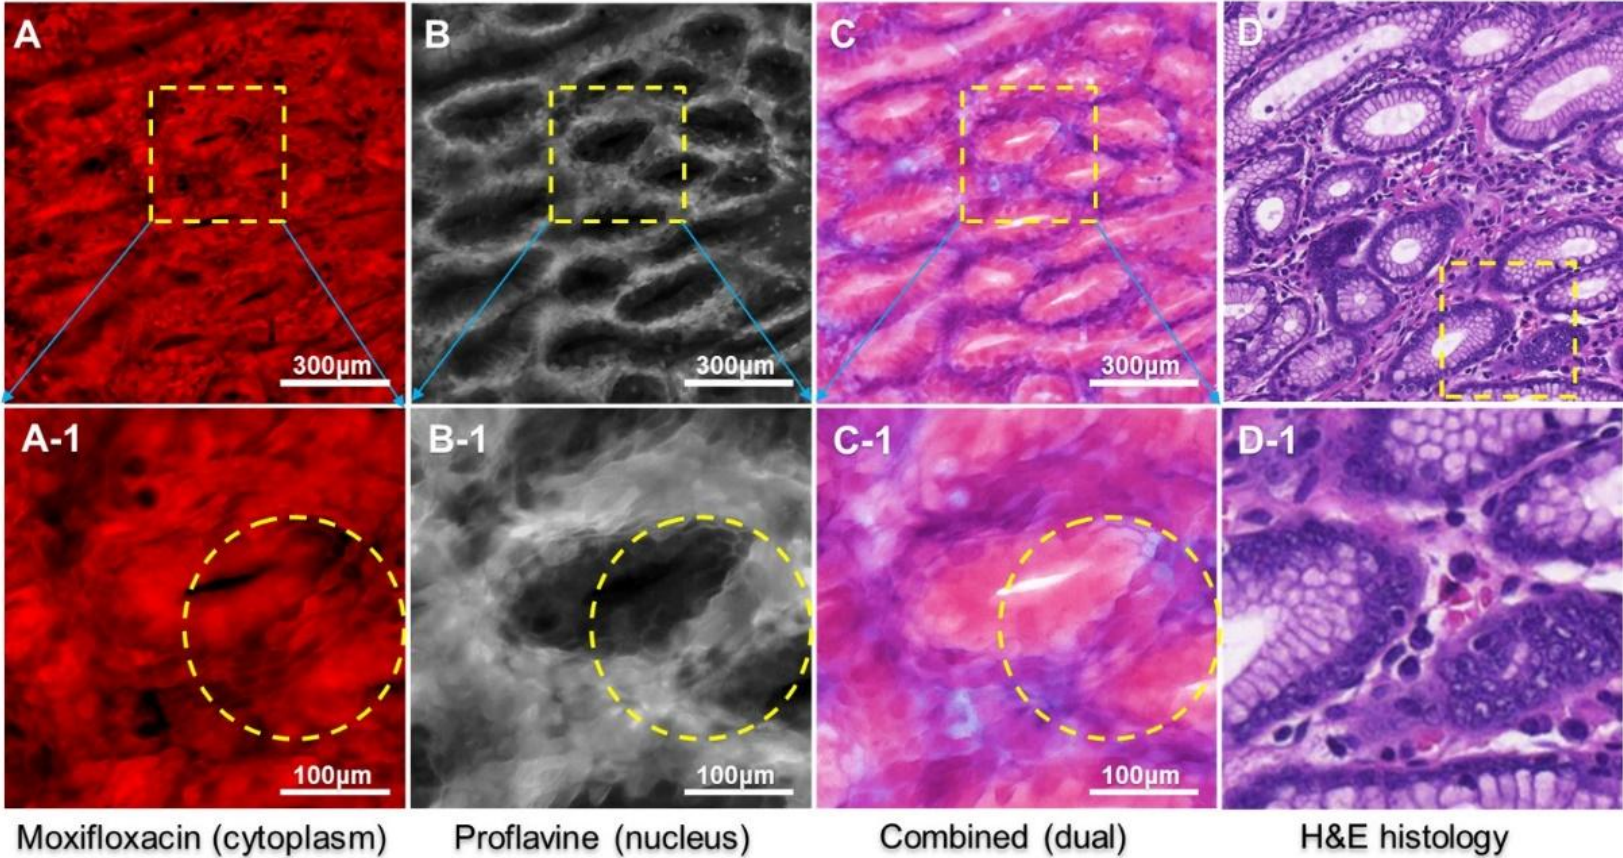 A B C D
300µm 300µm 300µm
A-1 B-1 C-1 D-1
100µm 100µm 100µm
Moxifloxacin (cytoplasm) Proflavine (nucleus) Combined (dual) H&E histology